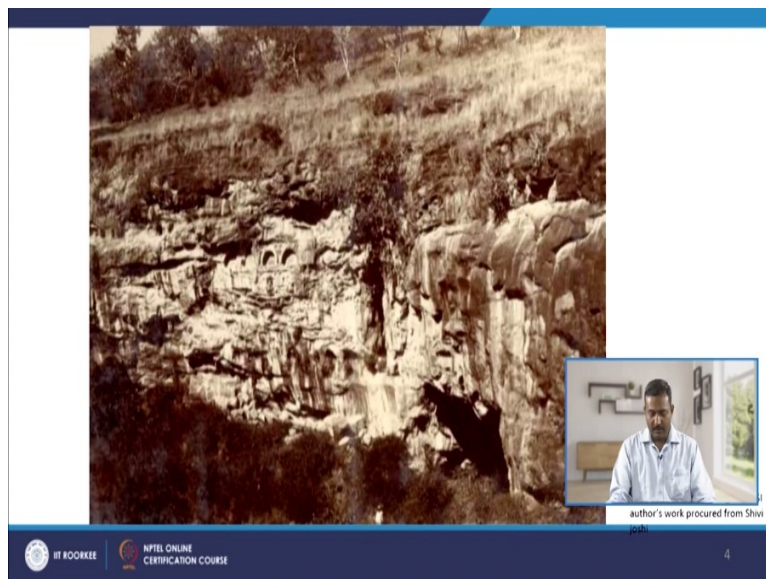 author's work procured from Shivi
joshi
IIT ROORKEE
NPTEL ONLINE
CERTIFICATION COURSE
4